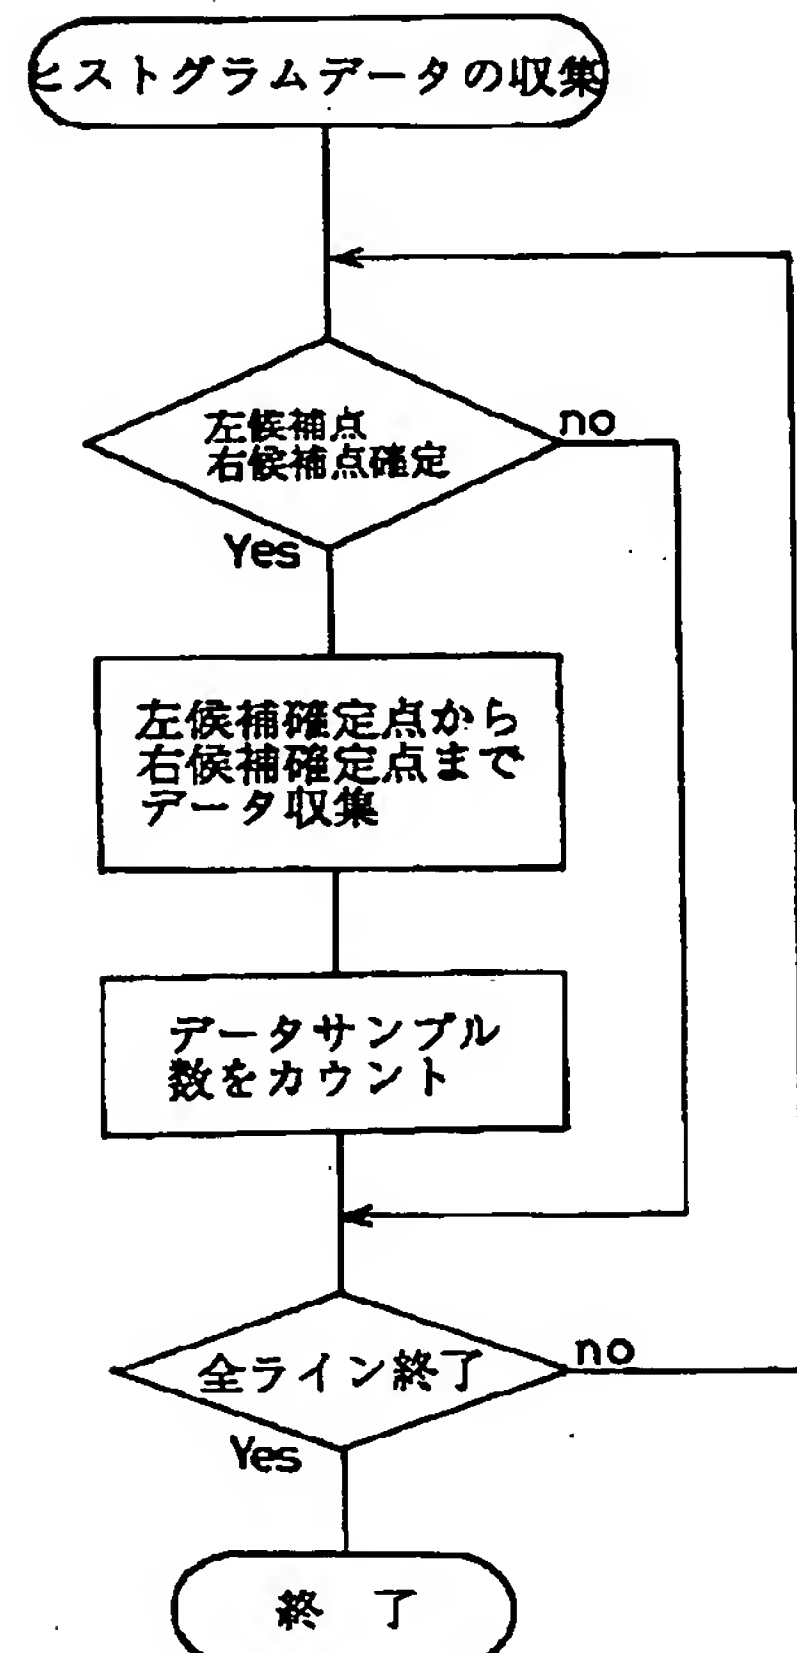 ヒストグラムデータの収集
左候補点
右候補点確定
no
Yes
左候補確定点から
右候補確定点まで
データ収集
データサンプル
数をカウント
全ライン終了
no
Yes
終 了